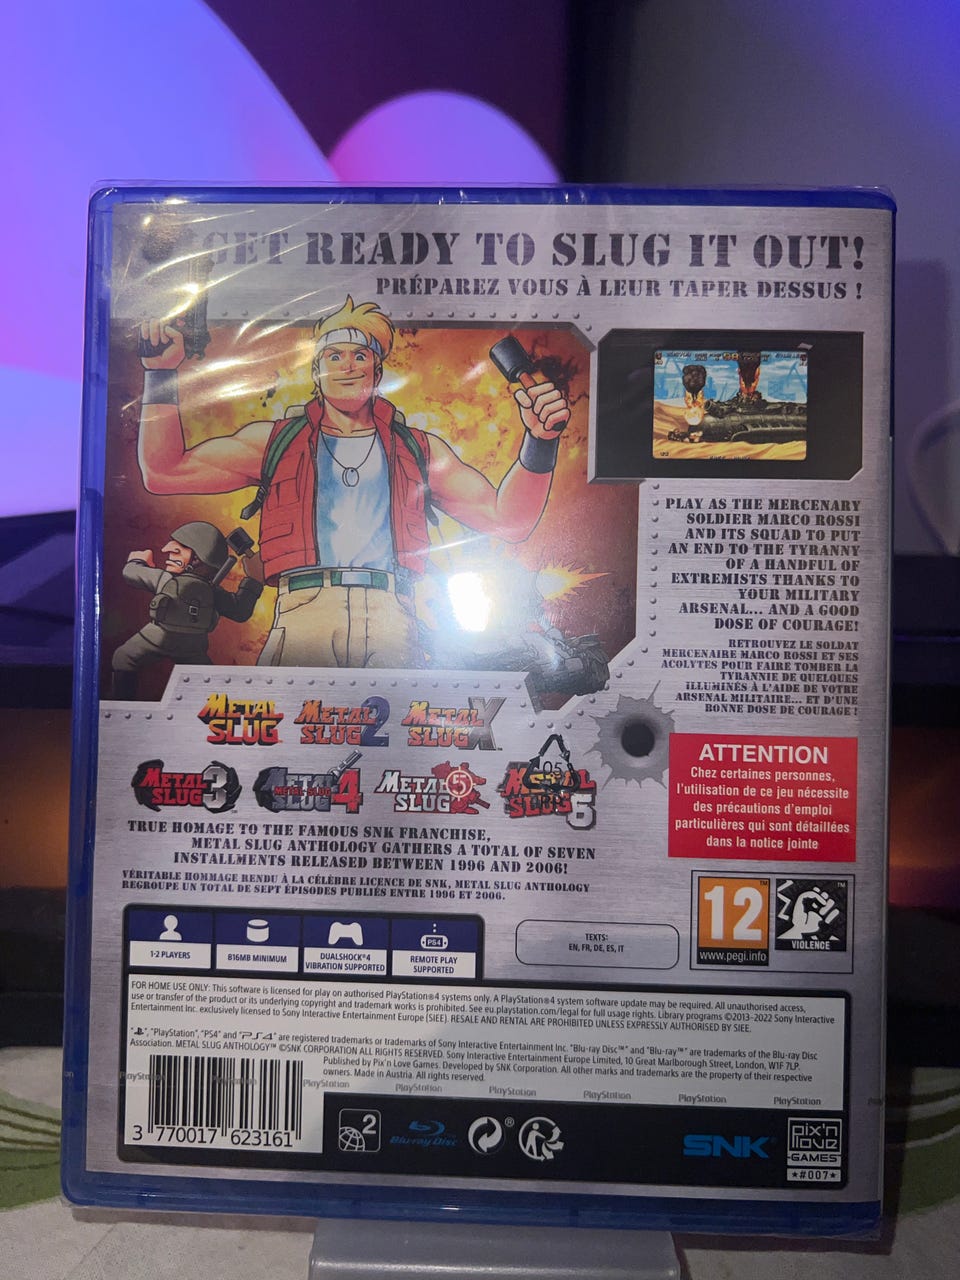 GET READY TO SLUG IT OUT!
PRÉPAREZ VOUS À LEUR TAPER DESSUS !
PLAY AS THE MERCENARY
SOLDIER MARCO ROSSI
AND ITS SQUAD TO PUT
AN END TO THE TYRANNY
OF A HANDFUL OF
EXTREMISTS THANKS TO
YOUR MILITARY
ARSENAL... AND A GOOD
DOSE OF COURAGE!
RETROUVEZ LE SOLDAT
MERCENAIRE MARCO ROSSI ET SES
ACOLYTES POUR FAIRE TOMBER LA
TYRANNIE DE QUELQUES
ILLUMINÉS À L'AIDE DE VOTRE
ARSENAL MILITAIRE... ET D'UNE
BONNE DOSE DE COURAGE !
METAL SLUG
METAL SLUG 2
METAL SLUG X
METAL SLUG 3
METAL SLUG 4
METAL SLUG 5
METAL SLUG 6
ATTENTION
Chez certaines personnes,
l'utilisation de ce jeu nécessite
des précautions d'emploi
particulières qui sont détaillées
dans la notice jointe
TRUE HOMAGE TO THE FAMOUS SNK FRANCHISE,
METAL SLUG ANTHOLOGY GATHERS A TOTAL OF SEVEN
INSTALLMENTS RELEASED BETWEEN 1996 AND 2006!
VÉRITABLE HOMMAGE RENDU À LA CÉLÈBRE LICENCE DE SNK, METAL SLUG ANTHOLOGY
REGROUPE UN TOTAL DE SEPT ÉPISODES PUBLIÉS ENTRE 1996 ET 2006.
12™
www.pegi.info
™
VIOLENCE
1-2 PLAYERS
816MB MINIMUM
DUALSHOCK®4
VIBRATION SUPPORTED
PS4
REMOTE PLAY
SUPPORTED
TEXTS:
EN, FR, DE, ES, IT
FOR HOME USE ONLY: This software is licensed for play on authorised PlayStation®4 systems only. A PlayStation®4 system software update may be required. All unauthorised access,
use or transfer of the product or its underlying copyright and trademark works is prohibited. See eu.playstation.com/legal for full usage rights. Library programs ©2013-2022 Sony Interactive
Entertainment Inc. exclusively licensed to Sony Interactive Entertainment Europe (SIEE). RESALE AND RENTAL ARE PROHIBITED UNLESS EXPRESSLY AUTHORISED BY SIEE.
"PlayStation", "PS4" and "PS4" are registered trademarks or trademarks of Sony Interactive Entertainment Inc. "Blu-ray Disc™" and "Blu-ray™" are trademarks of the Blu-ray Disc
Association. METAL SLUG ANTHOLOGY™ ©SNK CORPORATION ALL RIGHTS RESERVED. Sony Interactive Entertainment Europe Limited, 10 Great Marlborough Street, London, W1F 7LP.
Published by Pix'n Love Games. Developed by SNK Corporation. All other marks and trademarks are the property of their respective
owners. Made in Austria. All rights reserved.
PlayStation PlayStation PlayStation PlayStation PlayStation PlayStation PlayStation PlayStation
3 770017 623161
2
Blu-ray Disc
®
SNK®
pix'n
love
GAMES
★#007★